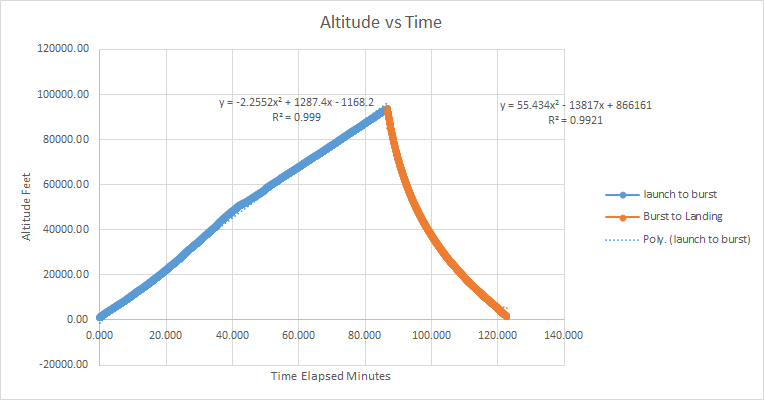 Altitude vs Time
120000.00
100000.00
80000.00
60000.00
40000.00
20000.00
0.00
-20000.00
Altitude Feet
y = -2.2552x² + 1287.4x - 1168.2
R² = 0.999
y = 55.434x² - 13817x + 866161
R² = 0.9921
0.000 20.000 40.000 60.000 80.000 100.000 120.000 140.000
Time Elapsed Minutes
launch to burst
Burst to Landing
Poly. (launch to burst)